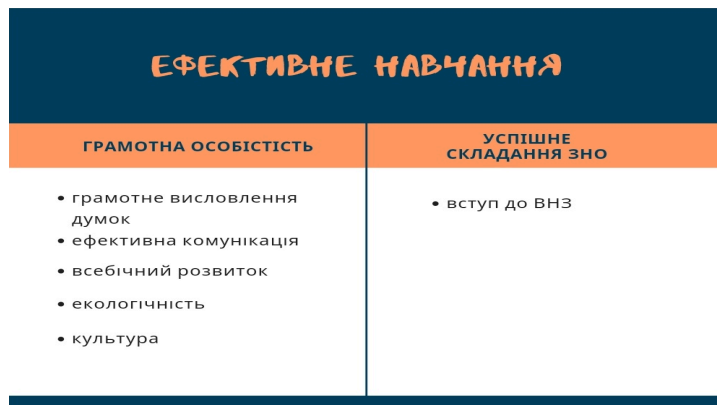 ЕФЕКТИВНЕ НАВЧАННЯ
ГРАМОТНА ОСОБІСТІСТЬ
• грамотне висловлення
думок
• ефективна комунікація
• всебічний розвиток
• екологічність
• культура
УСПІШНЕ
СКЛАДАННЯ ЗНО
• вступ до ВНЗ